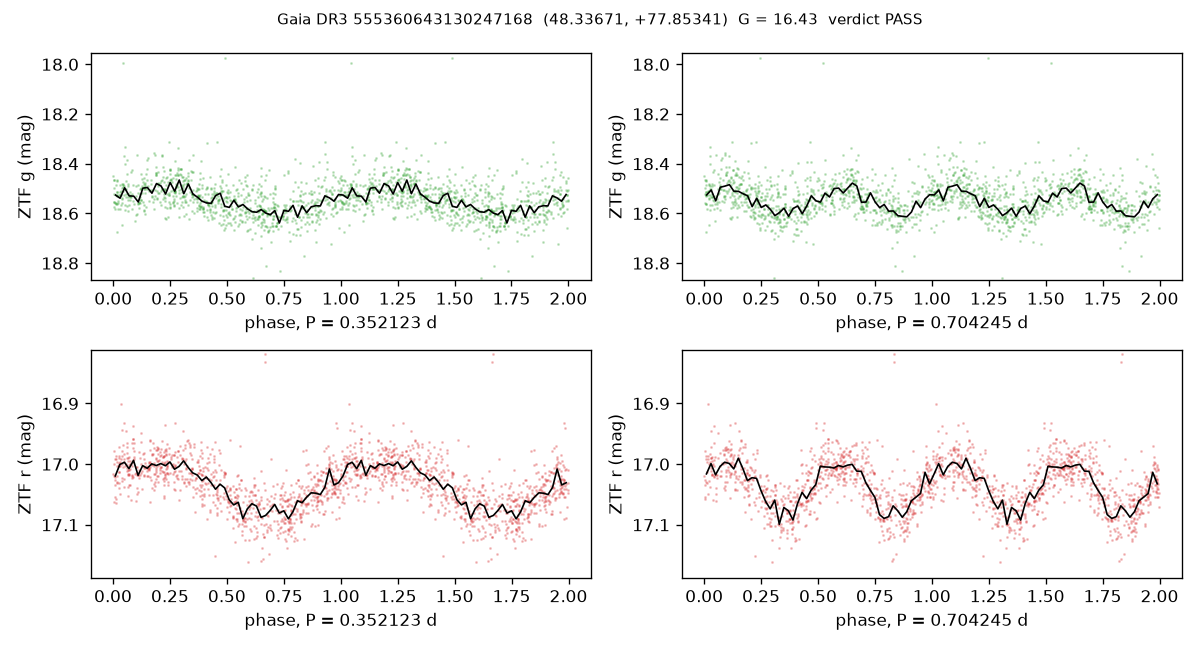 Gaia DR3 555360643130247168  (48.33671, +77.85341)  G = 16.43  verdict PASS
ZTF g (mag)
18.0
18.2
18.4
18.6
18.8
0.00 0.25 0.50 0.75 1.00 1.25 1.50 1.75 2.00
phase, P = 0.352123 d
ZTF g (mag)
18.0
18.2
18.4
18.6
18.8
0.00 0.25 0.50 0.75 1.00 1.25 1.50 1.75 2.00
phase, P = 0.704245 d
ZTF r (mag)
16.9
17.0
17.1
0.00 0.25 0.50 0.75 1.00 1.25 1.50 1.75 2.00
phase, P = 0.352123 d
ZTF r (mag)
16.9
17.0
17.1
0.00 0.25 0.50 0.75 1.00 1.25 1.50 1.75 2.00
phase, P = 0.704245 d